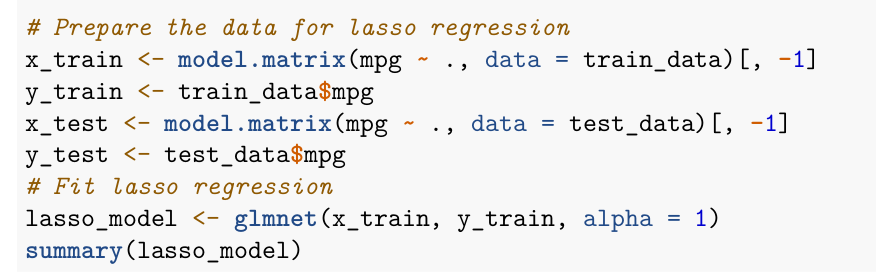 # Prepare the data for lasso regression
x_train <- model.matrix(mpg ~ ., data = train_data)[, -1]
y_train <- train_data$mpg
x_test <- model.matrix(mpg ~ ., data = test_data)[, -1]
y_test <- test_data$mpg
# Fit lasso regression
lasso_model <- glmnet(x_train, y_train, alpha = 1)
summary(lasso_model)